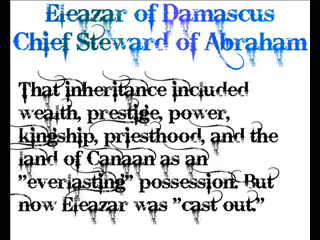 Eleazar of Damascus
Chief Steward of Abraham
That inheritance included
wealth, prestige, power,
kingship, priesthood, and the
land of Canaan as an
"everlasting" possession. But
now Eleazar was "cast out."